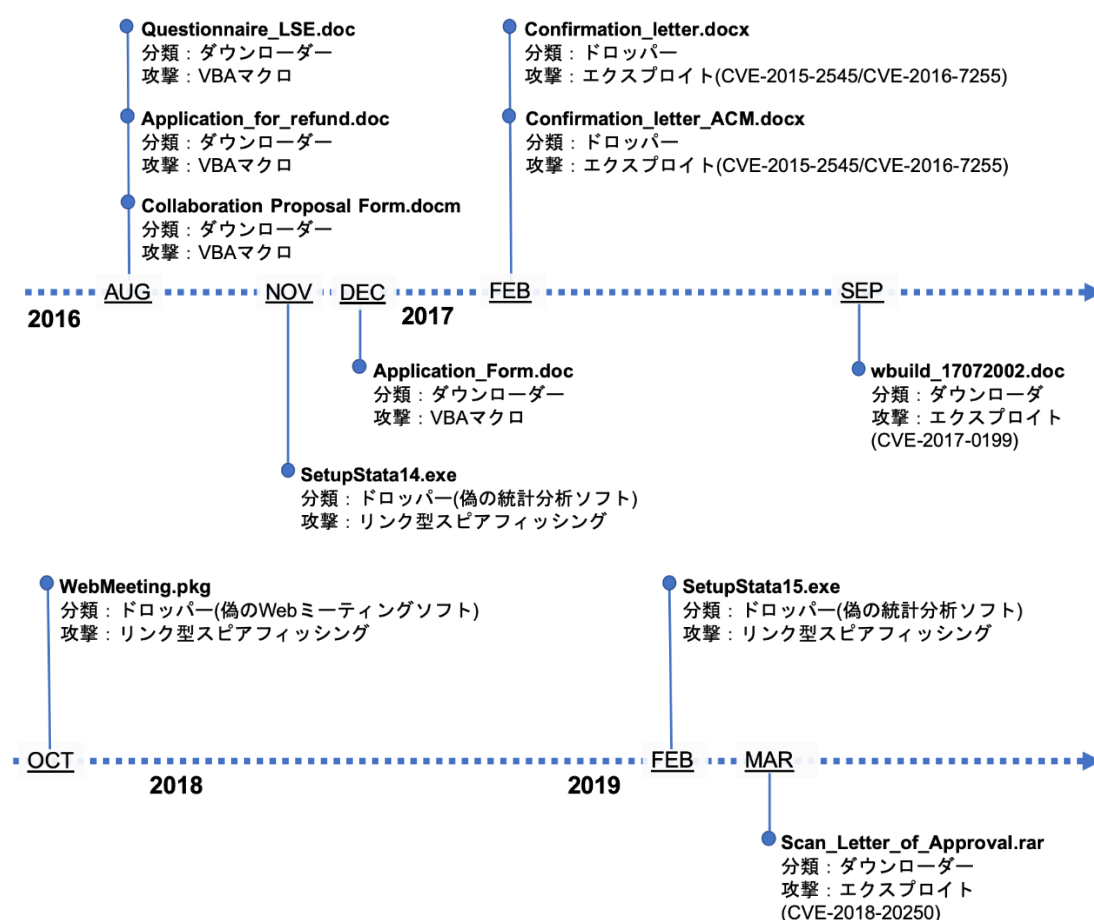 Questionnaire_LSE.doc
分類：ダウンローダー
攻撃：VBAマクロ
Application_for_refund.doc
分類：ダウンローダー
攻撃：VBAマクロ
Collaboration Proposal Form.docm
分類：ダウンローダー
攻撃：VBAマクロ
Confirmation_letter.docx
分類：ドロッパー
攻撃：エクスプロイト(CVE-2015-2545/CVE-2016-7255)
Confirmation_letter_ACM.docx
分類：ドロッパー
攻撃：エクスプロイト(CVE-2015-2545/CVE-2016-7255)
AUG NOV DEC FEB SEP
2016 2017
Application_Form.doc
分類：ダウンローダー
攻撃：VBAマクロ
wbuild_17072002.doc
分類：ダウンローダ
攻撃：エクスプロイト
(CVE-2017-0199)
SetupStata14.exe
分類：ドロッパー(偽の統計分析ソフト)
攻撃：リンク型スピアフィッシング
WebMeeting.pkg
分類：ドロッパー(偽のWebミーティングソフト)
攻撃：リンク型スピアフィッシング
SetupStata15.exe
分類：ドロッパー(偽の統計分析ソフト)
攻撃：リンク型スピアフィッシング
OCT FEB MAR
2018 2019
Scan_Letter_of_Approval.rar
分類：ダウンローダー
攻撃：エクスプロイト
(CVE-2018-20250)